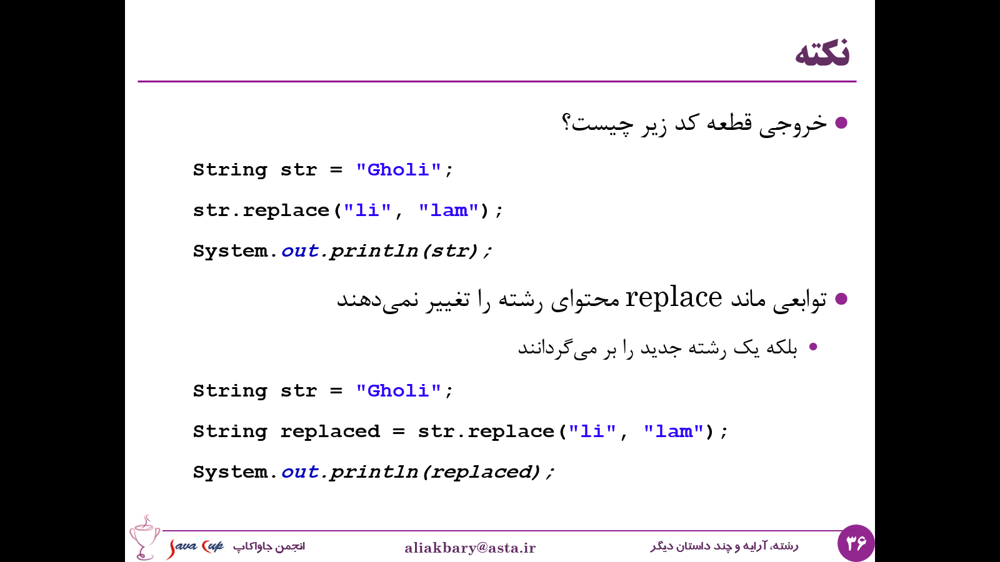 نکته
خروجی قطعه کد زیر چیست؟
String str = "Gholi";
str.replace("li", "lam");
System.out.println(str);
توابعی ماند replace محتوای رشته را تغییر نمی‌دهند
بلکه یک رشته جدید را بر می‌گردانند
String str = "Gholi";
String replaced = str.replace("li", "lam");
System.out.println(replaced);
۳۶
رشته، آرایه و چند داستان دیگر
aliakbary@asta.ir
انجمن جاواکاپ
Java Cup